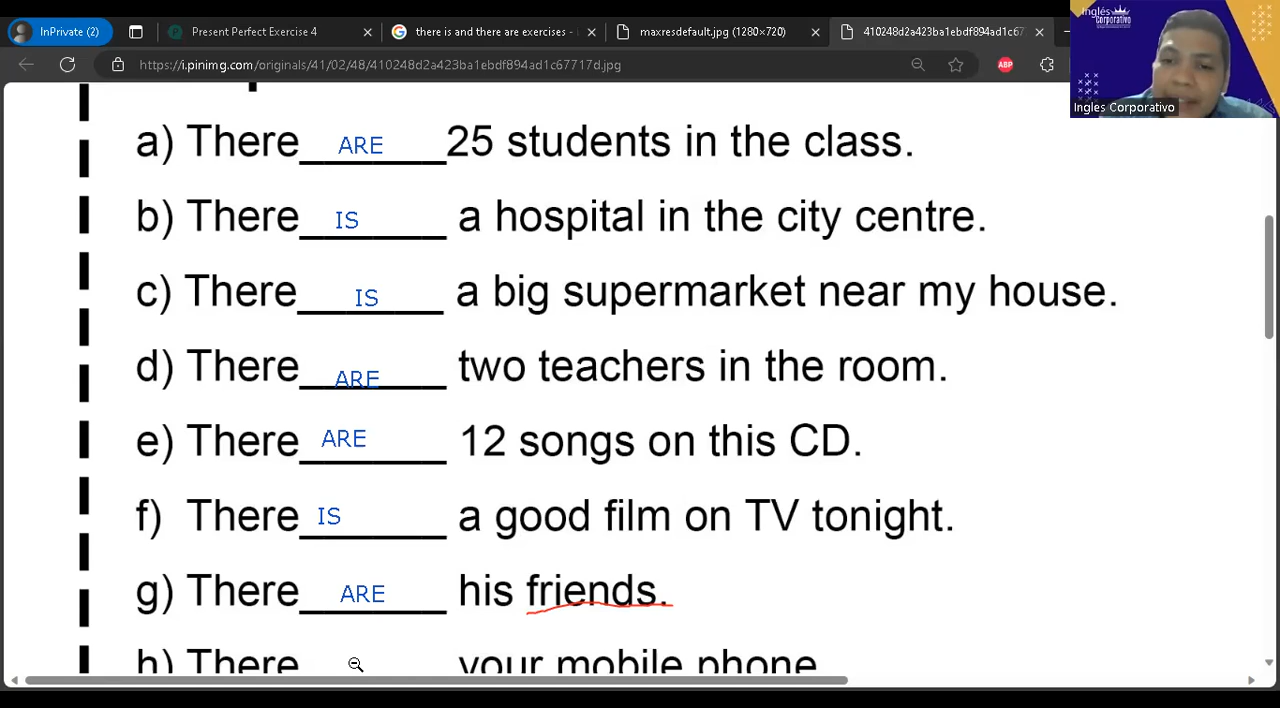 InPrivate (2)
Present Perfect Exercise 4
there is and there are exercises -
maxresdefault.jpg (1280×720)
410248d2a423ba1ebdf894ad1c67
https://i.pinimg.com/originals/41/02/48/410248d2a423ba1ebdf894ad1c67717d.jpg
ABP
Inglés
Corporativo
Ingles Corporativo
a) There ARE 25 students in the class.
b) There IS a hospital in the city centre.
c) There IS a big supermarket near my house.
d) There ARE two teachers in the room.
e) There ARE 12 songs on this CD.
f) There IS a good film on TV tonight.
g) There ARE his friends.
h) There your mobile phone